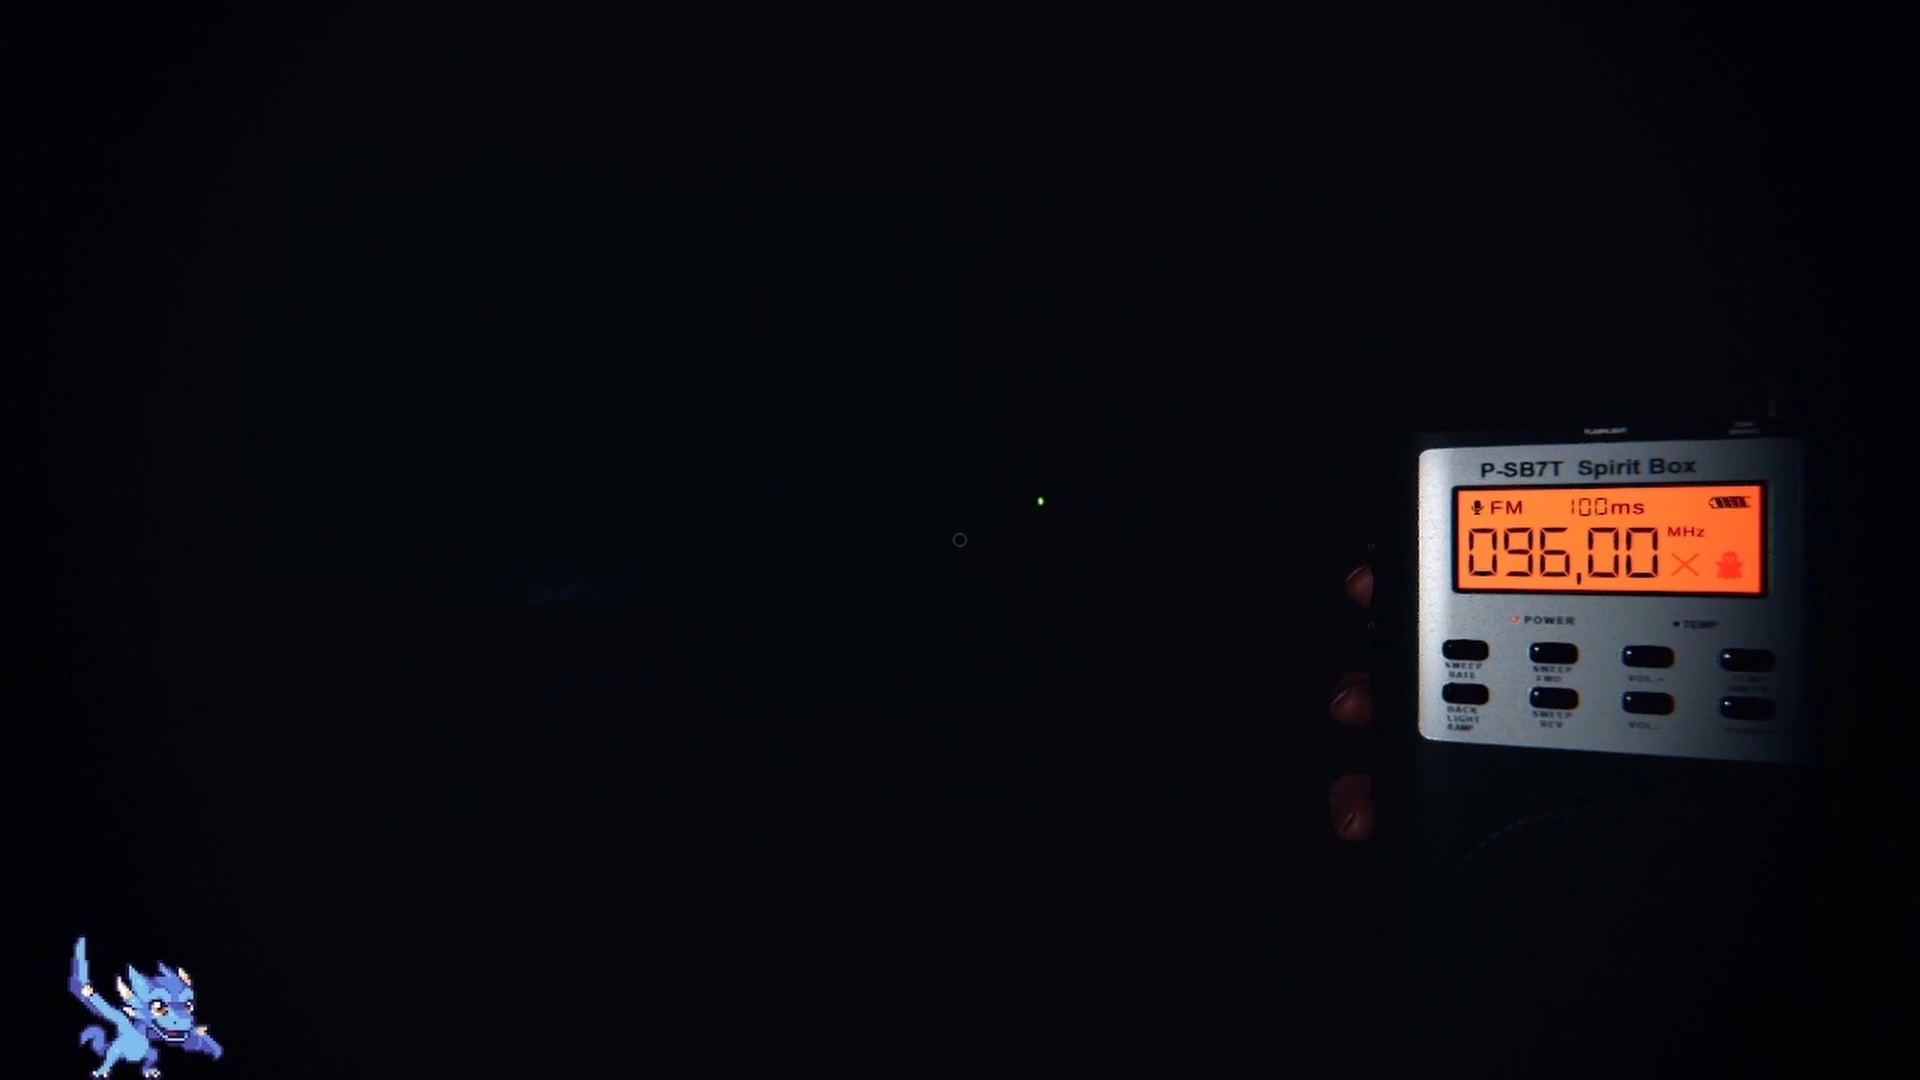 FLASHLIGHT
P-SB7T Spirit Box
FM 100ms
096,00 MHz
POWER TEMP
SWEEP RATE
SWEEP FWD
VOL.+
BACK LIGHT
SWEEP REV
VOL.-